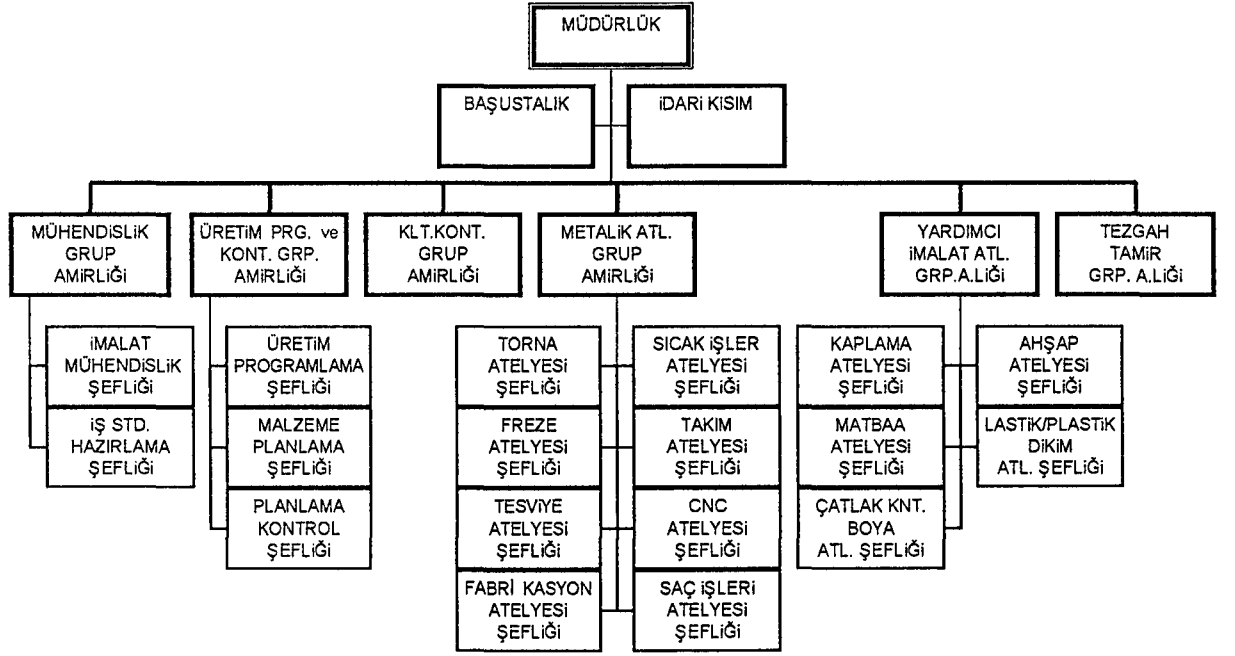 MÜDÜRLÜK
BAŞUSTALIK
İDARİ KISIM
MÜHENDİSLİK
GRUP
AMİRLİĞİ
ÜRETİM PRG. ve
KONT. GRP.
AMİRLİĞİ
KLT.KONT.
GRUP
AMİRLİĞİ
METALİK ATL.
GRUP
AMİRLİĞİ
YARDIMCI
İMALAT ATL.
GRP.A.LİĞİ
TEZGAH
TAMİR
GRP. A.LİĞİ
İMALAT
MÜHENDİSLİK
ŞEFLİĞİ
İŞ STD.
HAZIRLAMA
ŞEFLİĞİ
ÜRETİM
PROGRAMLAMA
ŞEFLİĞİ
MALZEME
PLANLAMA
ŞEFLİĞİ
PLANLAMA
KONTROL
ŞEFLİĞİ
TORNA
ATELYESİ
ŞEFLİĞİ
FREZE
ATELYESİ
ŞEFLİĞİ
TESVİYE
ATELYESİ
ŞEFLİĞİ
FABRİ KASYON
ATELYESİ
ŞEFLİĞİ
SICAK İŞLER
ATELYESİ
ŞEFLİĞİ
TAKIM
ATELYESİ
ŞEFLİĞİ
CNC
ATELYESİ
ŞEFLİĞİ
SAÇ İŞLERİ
ATELYESİ
ŞEFLİĞİ
KAPLAMA
ATELYESİ
ŞEFLİĞİ
MATBAA
ATELYESİ
ŞEFLİĞİ
ÇATLAK KNT.
BOYA
ATL. ŞEFLİĞİ
AHŞAP
ATELYESİ
ŞEFLİĞİ
LASTİK/PLASTİK
DİKİM
ATL. ŞEFLİĞİ